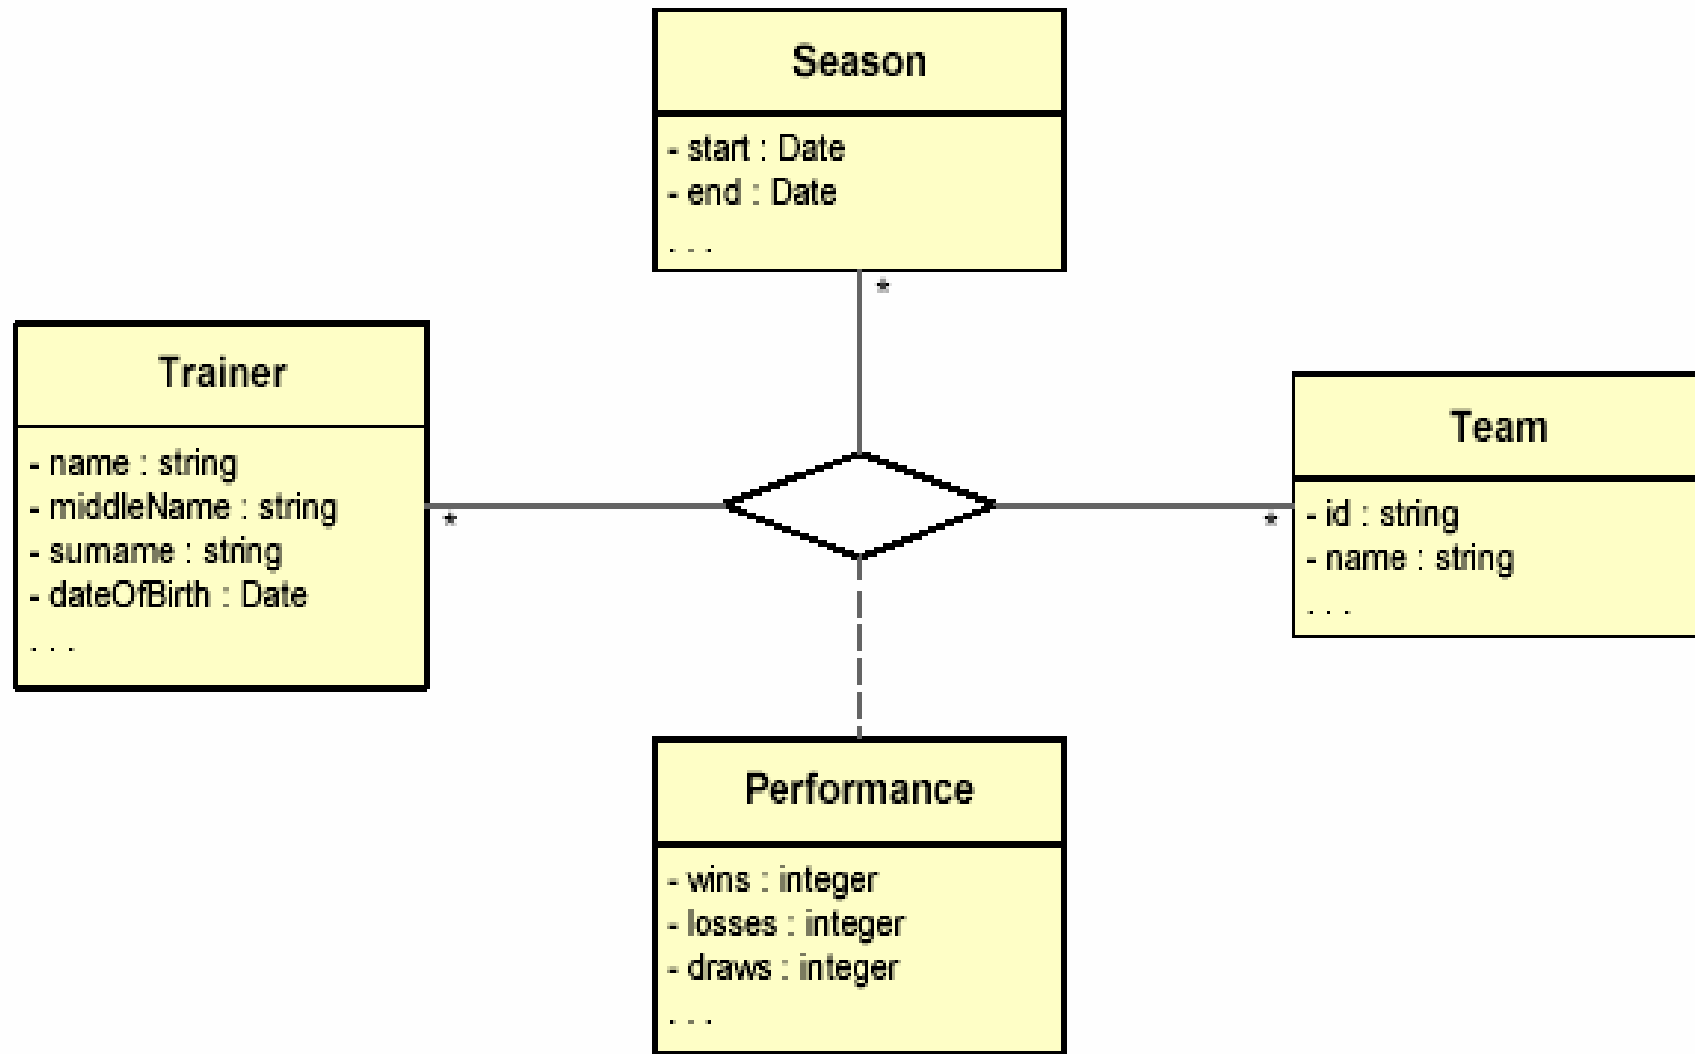 Season
- start : Date
- end : Date
. . .
*
Trainer
- name : string
- middleName : string
- surname : string
- dateOfBirth : Date
. . .
*
Team
- id : string
- name : string
. . .
*
Performance
- wins : integer
- losses : integer
- draws : integer
. . .